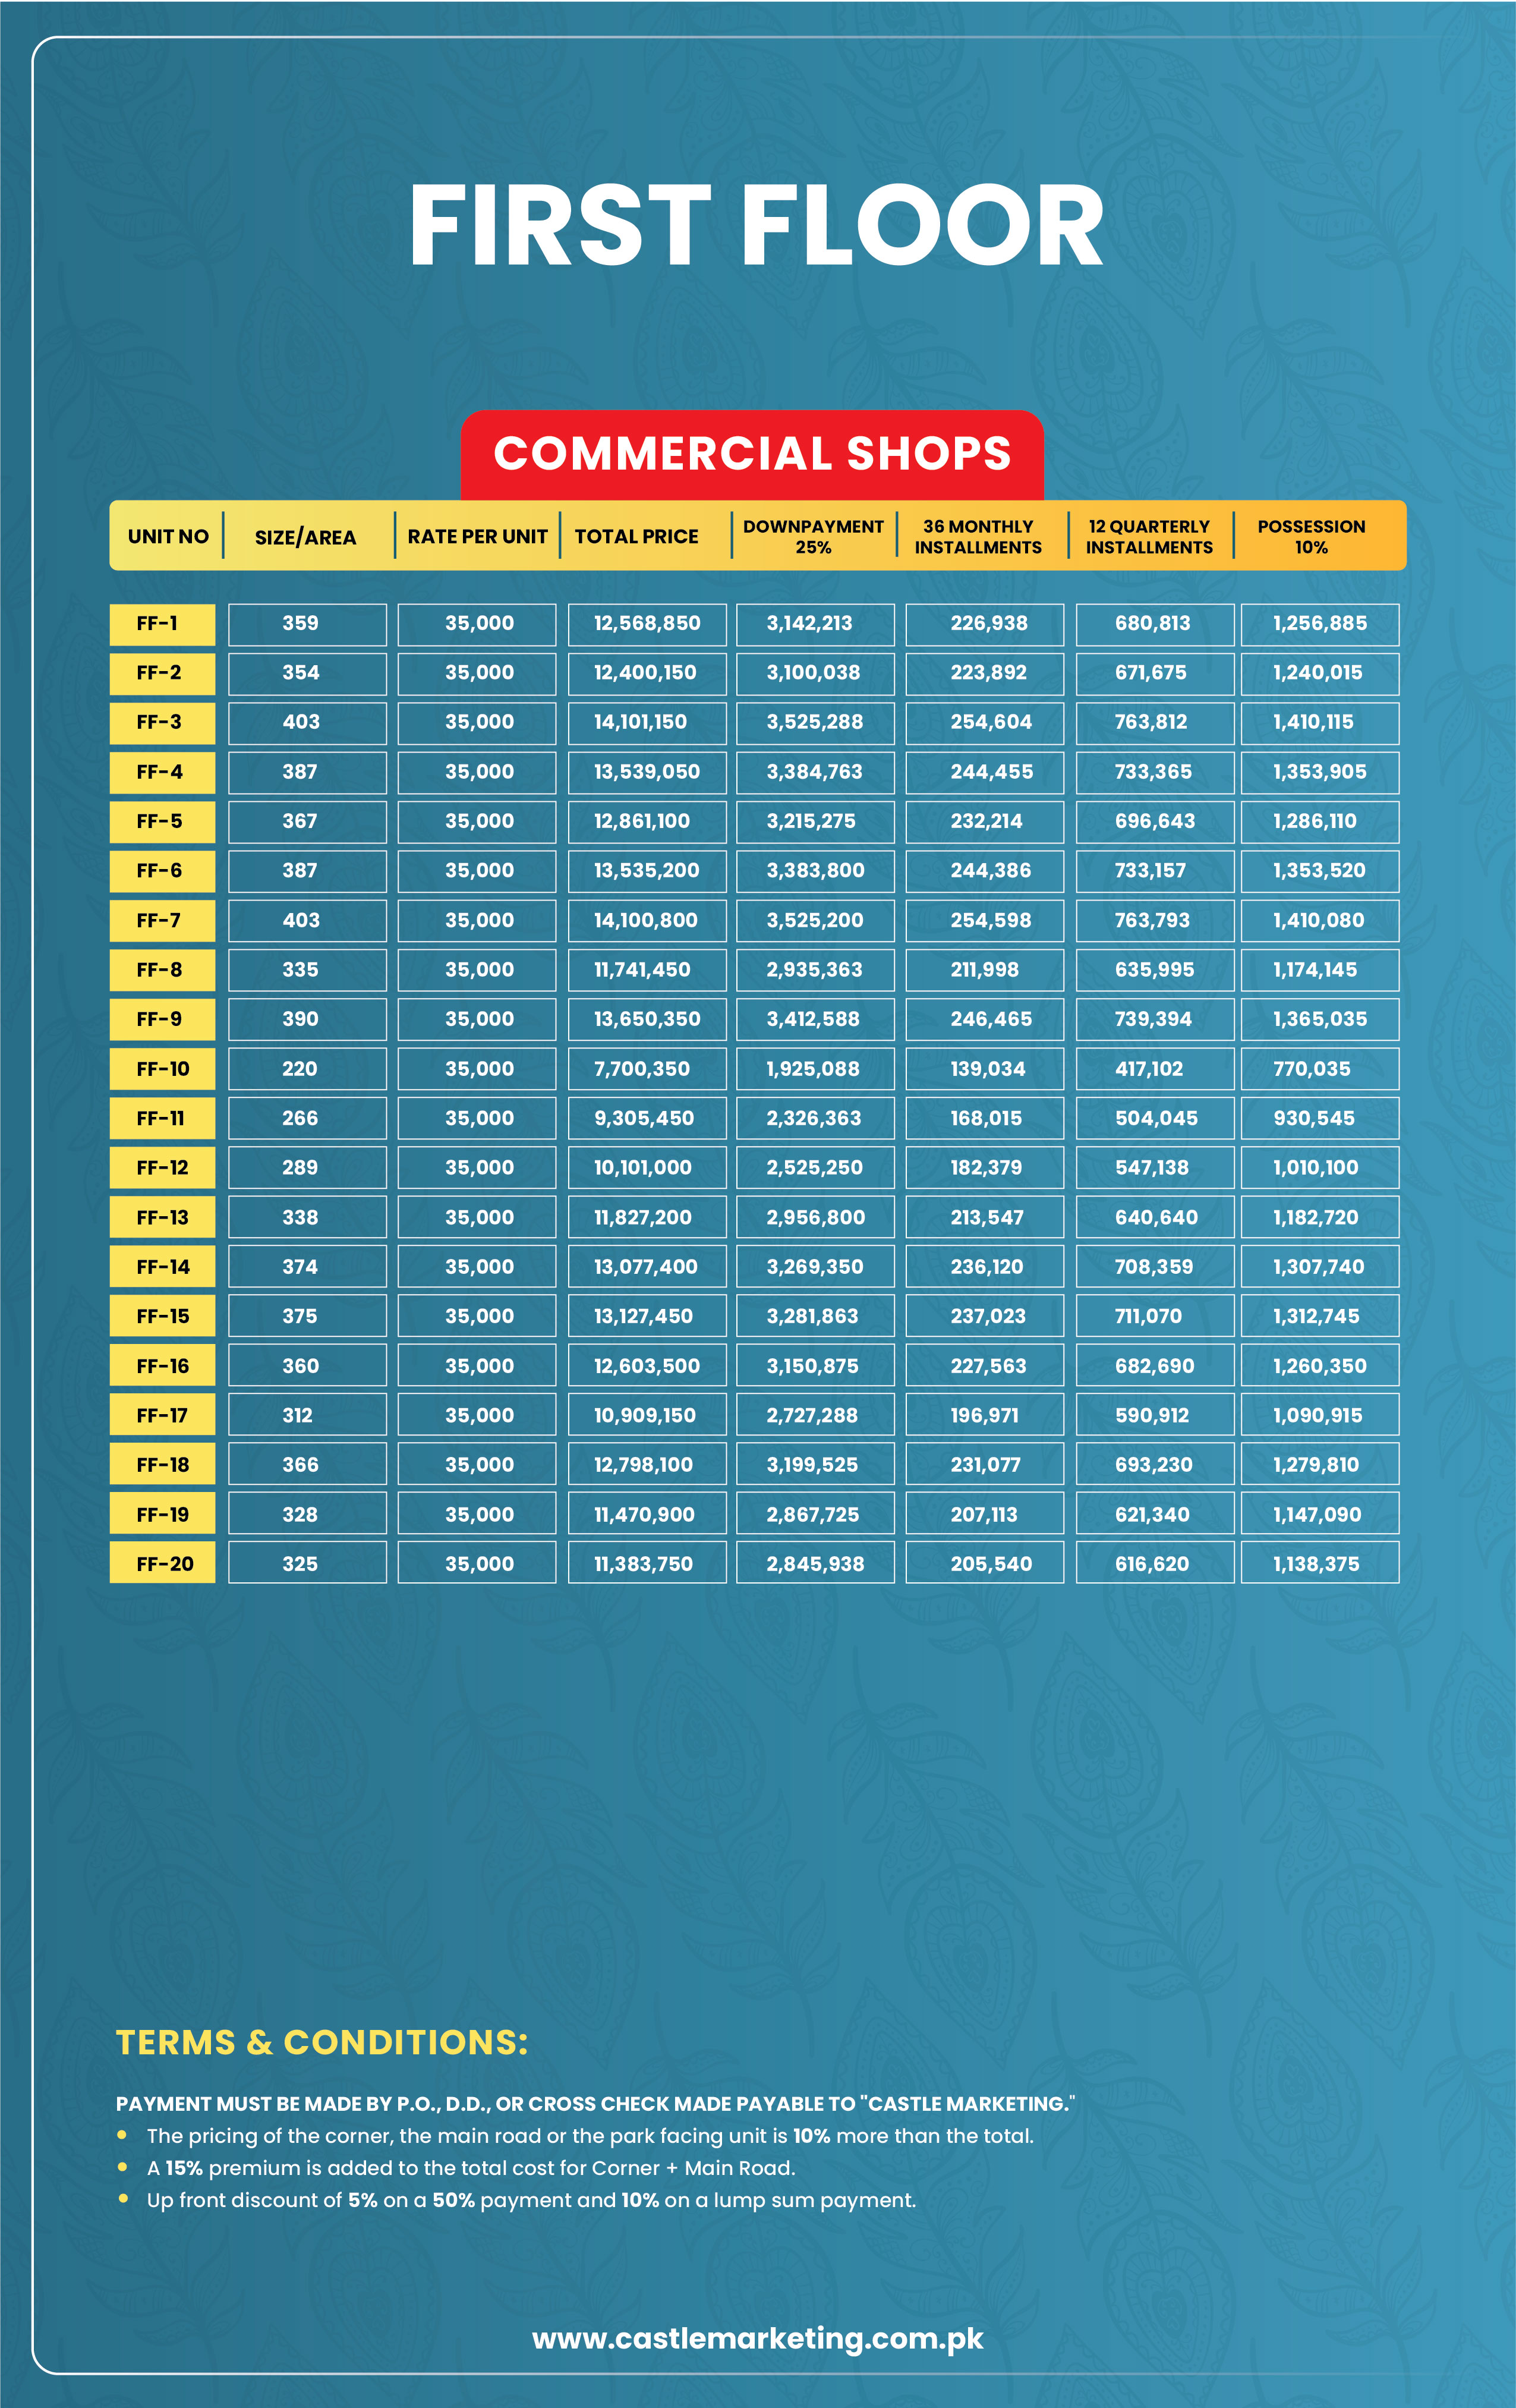 FIRST FLOOR
COMMERCIAL SHOPS
UNIT NO SIZE/AREA RATE PER UNIT TOTAL PRICE DOWNPAYMENT 25% 36 MONTHLY INSTALLMENTS 12 QUARTERLY INSTALLMENTS POSSESSION 10%
FF-1 359 35,000 12,568,850 3,142,213 226,938 680,813 1,256,885
FF-2 354 35,000 12,400,150 3,100,038 223,892 671,675 1,240,015
FF-3 403 35,000 14,101,150 3,525,288 254,604 763,812 1,410,115
FF-4 387 35,000 13,539,050 3,384,763 244,455 733,365 1,353,905
FF-5 367 35,000 12,861,100 3,215,275 232,214 696,643 1,286,110
FF-6 387 35,000 13,535,200 3,383,800 244,386 733,157 1,353,520
FF-7 403 35,000 14,100,800 3,525,200 254,598 763,793 1,410,080
FF-8 335 35,000 11,741,450 2,935,363 211,998 635,995 1,174,145
FF-9 390 35,000 13,650,350 3,412,588 246,465 739,394 1,365,035
FF-10 220 35,000 7,700,350 1,925,088 139,034 417,102 770,035
FF-11 266 35,000 9,305,450 2,326,363 168,015 504,045 930,545
FF-12 289 35,000 10,101,000 2,525,250 182,379 547,138 1,010,100
FF-13 338 35,000 11,827,200 2,956,800 213,547 640,640 1,182,720
FF-14 374 35,000 13,077,400 3,269,350 236,120 708,359 1,307,740
FF-15 375 35,000 13,127,450 3,281,863 237,023 711,070 1,312,745
FF-16 360 35,000 12,603,500 3,150,875 227,563 682,690 1,260,350
FF-17 312 35,000 10,909,150 2,727,288 196,971 590,912 1,090,915
FF-18 366 35,000 12,798,100 3,199,525 231,077 693,230 1,279,810
FF-19 328 35,000 11,470,900 2,867,725 207,113 621,340 1,147,090
FF-20 325 35,000 11,383,750 2,845,938 205,540 616,620 1,138,375
TERMS & CONDITIONS:
PAYMENT MUST BE MADE BY P.O., D.D., OR CROSS CHECK MADE PAYABLE TO "CASTLE MARKETING."
• The pricing of the corner, the main road or the park facing unit is 10% more than the total.
• A 15% premium is added to the total cost for Corner + Main Road.
• Up front discount of 5% on a 50% payment and 10% on a lump sum payment.
www.castlemarketing.com.pk